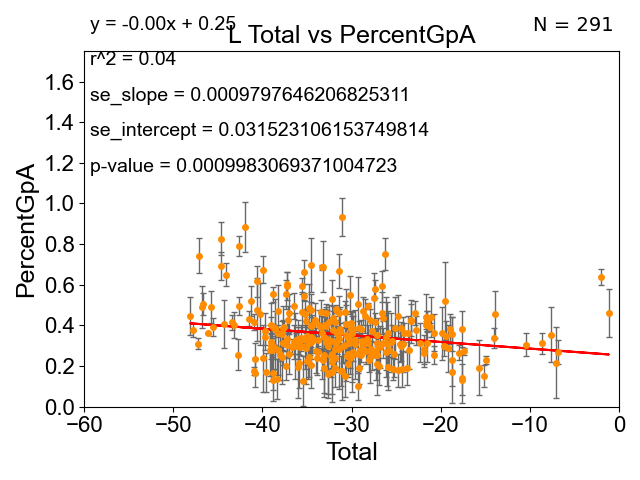 y = -0.00x + 0.25
N = 291
L Total vs PercentGpA
r^2 = 0.04
se_slope = 0.0009797646206825311
se_intercept = 0.031523106153749814
p-value = 0.0009983069371004723
PercentGpA
1.6
1.4
1.2
1.0
0.8
0.6
0.4
0.2
0.0
−60 −50 −40 −30 −20 −10 0
Total